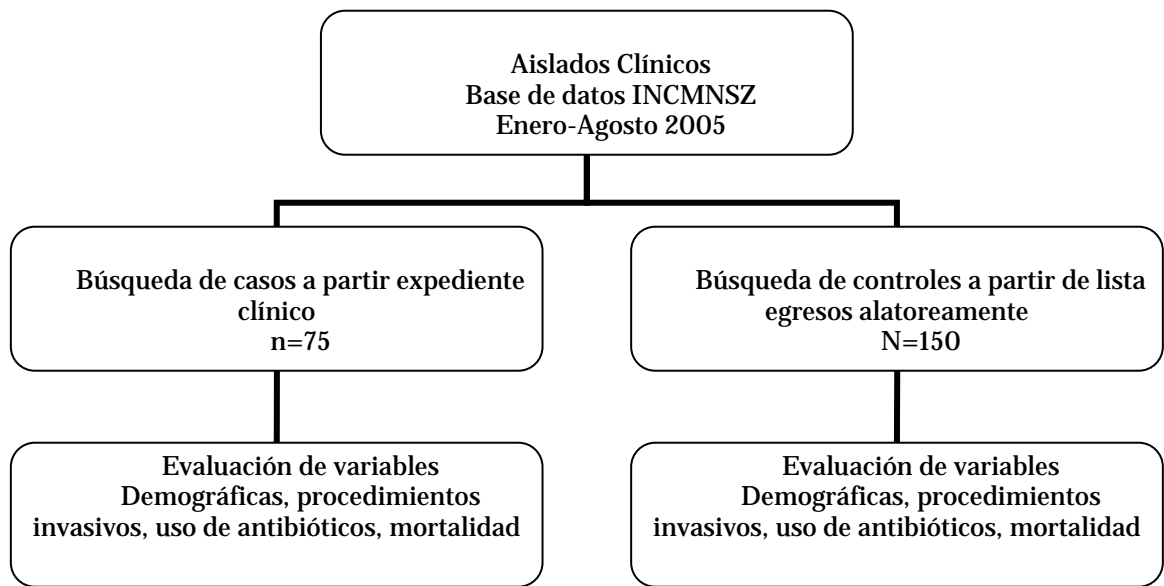 Aislados Clínicos
Base de datos INCMNSZ
Enero-Agosto 2005
Búsqueda de casos a partir expediente
clínico
n=75
Búsqueda de controles a partir de lista
egresos alatoreamente
N=150
Evaluación de variables
Demográficas, procedimientos
invasivos, uso de antibióticos, mortalidad
Evaluación de variables
Demográficas, procedimientos
invasivos, uso de antibióticos, mortalidad